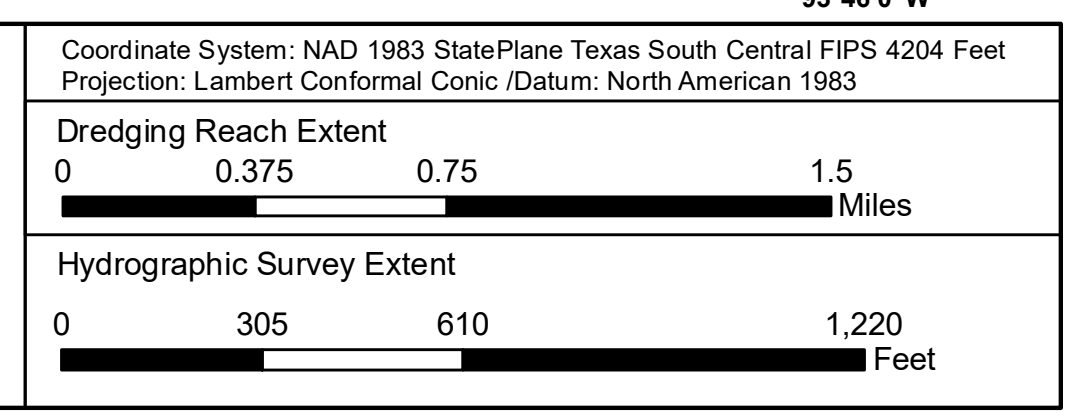 Coordinate System: NAD 1983 StatePlane Texas South Central FIPS 4204 Feet
Projection: Lambert Conformal Conic /Datum: North American 1983
Dredging Reach Extent
0 0.375 0.75 1.5
Miles
Hydrographic Survey Extent
0 305 610 1,220
Feet